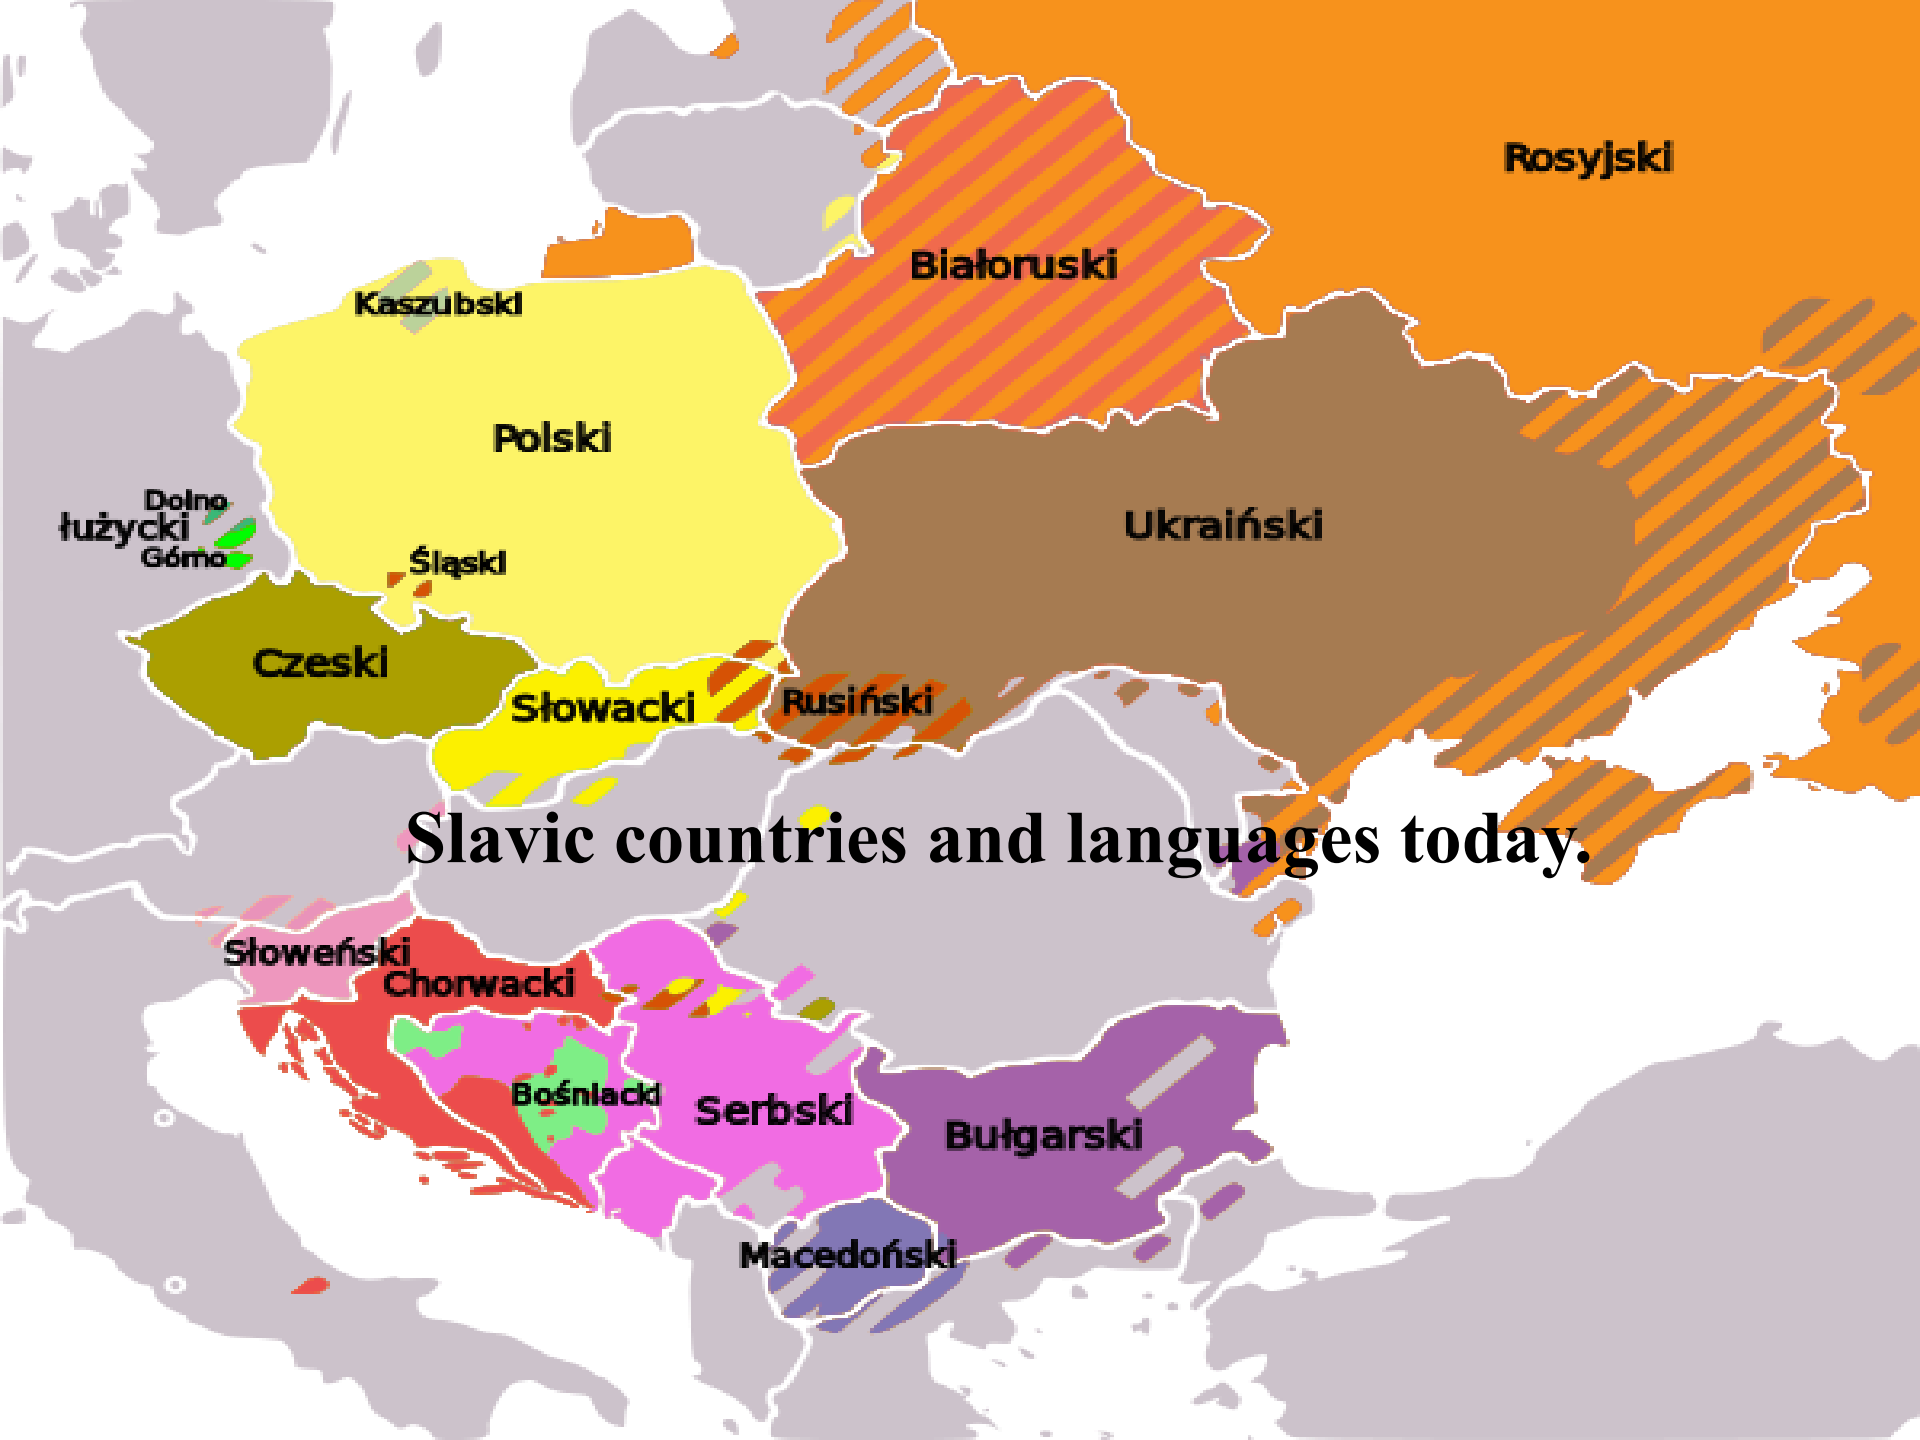 Rosyjski
Białoruski
Kaszubski
Polski
Dolno
łużycki
Górno
Śląski
Ukraiński
Czeski
Słowacki
Rusiński
Slavic countries and languages today.
Słoweński
Chorwacki
Bośniacki
Serbski
Bułgarski
Macedoński